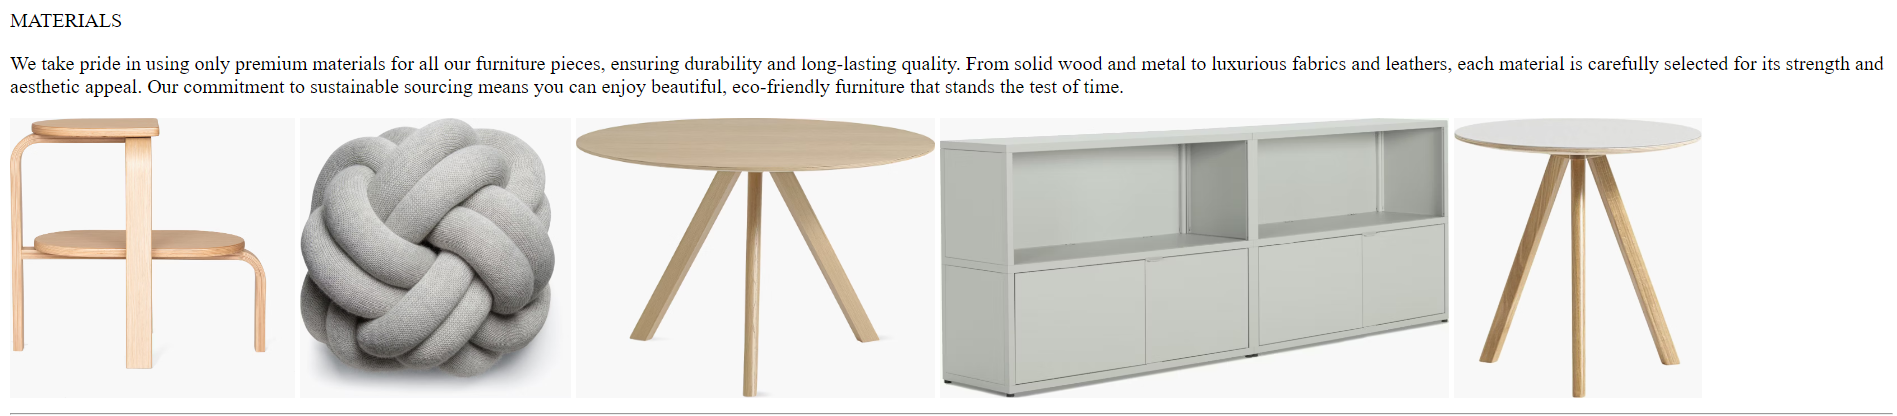 MATERIALS
We take pride in using only premium materials for all our furniture pieces, ensuring durability and long-lasting quality. From solid wood and metal to luxurious fabrics and leathers, each material is carefully selected for its strength and
aesthetic appeal. Our commitment to sustainable sourcing means you can enjoy beautiful, eco-friendly furniture that stands the test of time.